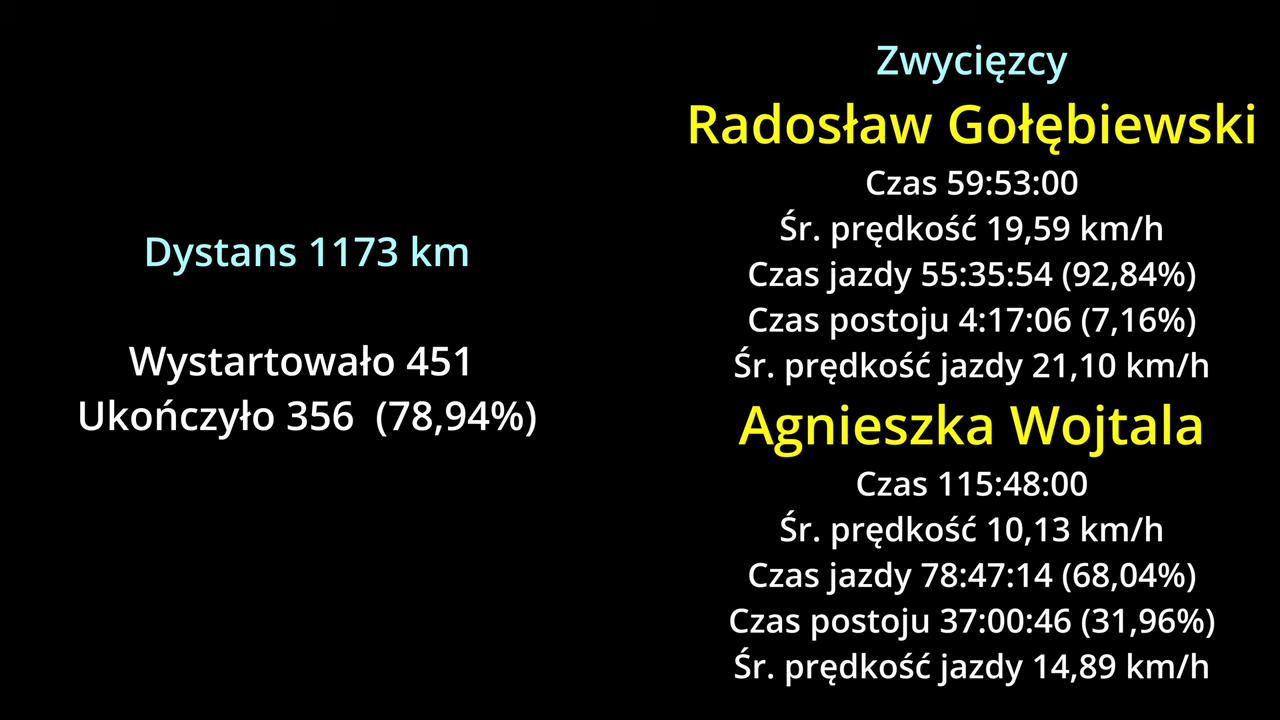 Dystans 1173 km
Wystartowało 451
Ukończyło 356 (78,94%)
Zwycięzcy
Radosław Gołębiewski
Czas 59:53:00
Śr. prędkość 19,59 km/h
Czas jazdy 55:35:54 (92,84%)
Czas postoju 4:17:06 (7,16%)
Śr. prędkość jazdy 21,10 km/h
Agnieszka Wojtala
Czas 115:48:00
Śr. prędkość 10,13 km/h
Czas jazdy 78:47:14 (68,04%)
Czas postoju 37:00:46 (31,96%)
Śr. prędkość jazdy 14,89 km/h